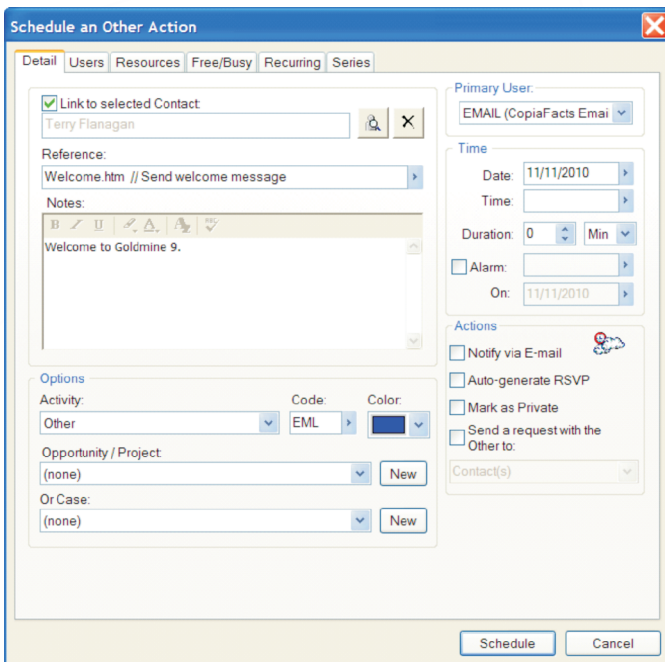 Schedule an Other Action
Detail Users Resources Free/Busy Recurring Series
Link to selected Contact:
Terry Flanagan
Reference:
Welcome.htm // Send welcome message
Notes:
B I U A
Welcome to Goldmine 9.
Options
Activity: Code: Color:
Other EML
Opportunity / Project:
(none) New
Or Case:
(none) New
Primary User:
EMAIL (CopiaFacts Emai
Time
Date: 11/11/2010
Time:
Duration: 0 Min
Alarm:
On: 11/11/2010
Actions
Notify via E-mail
Auto-generate RSVP
Mark as Private
Send a request with the
Other to:
Contact(s)
Schedule Cancel